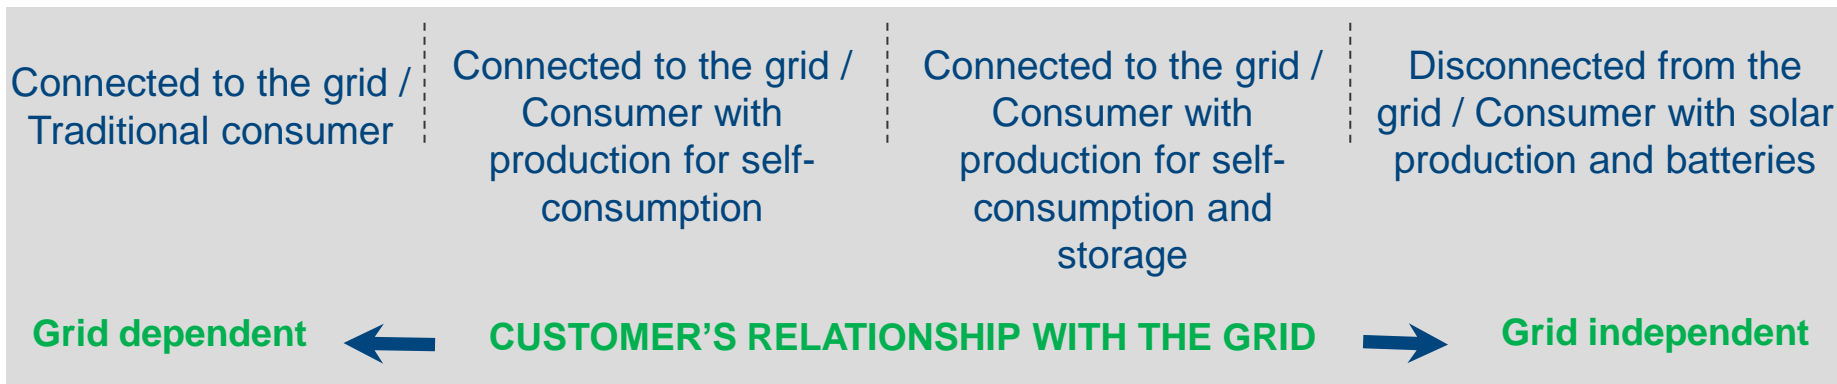 Connected to the grid /
Traditional consumer
Connected to the grid /
Consumer with
production for self-
consumption
Connected to the grid /
Consumer with
production for self-
consumption and
storage
Disconnected from the
grid / Consumer with solar
production and batteries
Grid dependent
CUSTOMER’S RELATIONSHIP WITH THE GRID
Grid independent